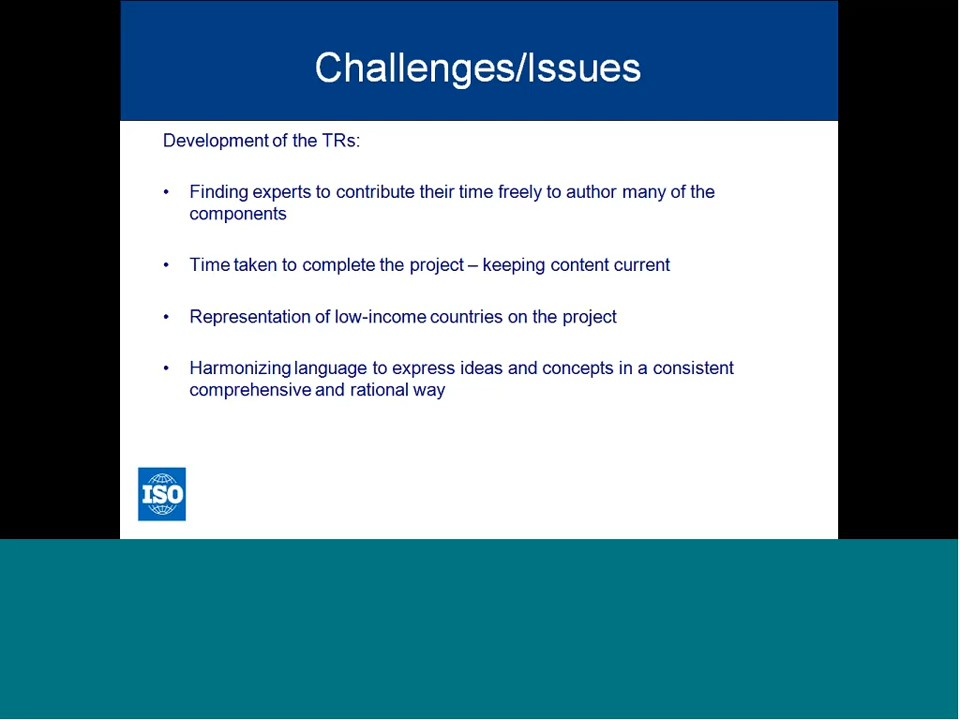 Challenges/Issues
Development of the TRs:
• Finding experts to contribute their time freely to author many of the
components
• Time taken to complete the project – keeping content current
• Representation of low-income countries on the project
• Harmonizing language to express ideas and concepts in a consistent
comprehensive and rational way
ISO